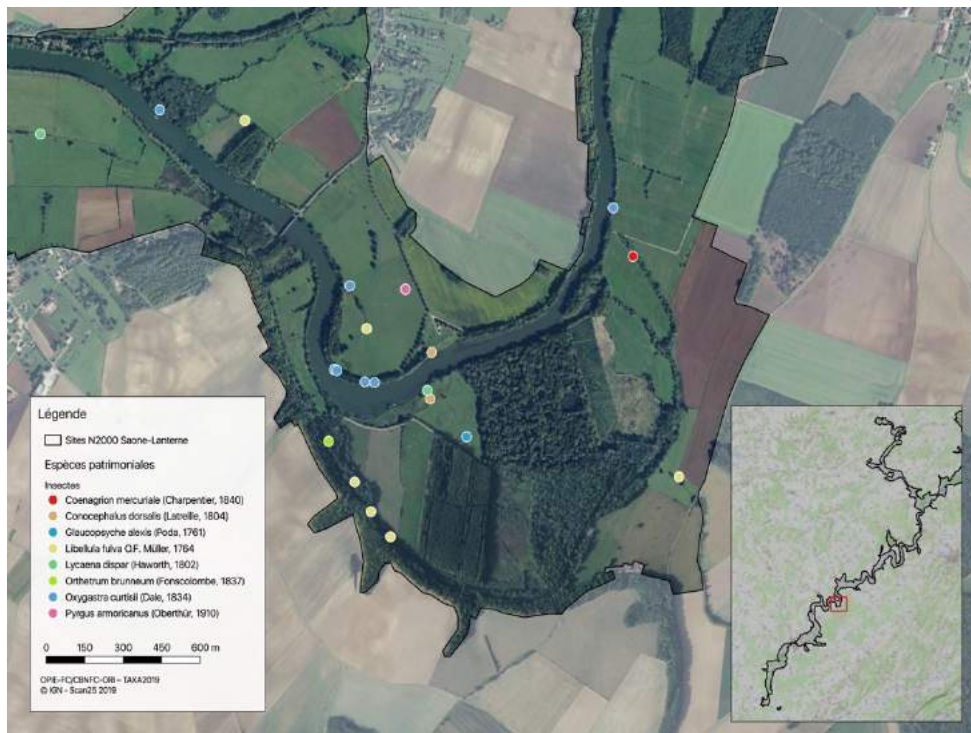 Légende
Sites N2000 Saone-Lanterne
Espèces patrimoniales
Insectes
Coenagrion mercuriale (Charpentier, 1840)
Conocephalus dorsalis (Latreille, 1804)
Glaucopsyche alexis (Poda, 1761)
Libellula fulva O.F. Müller, 1764
Lycaena dispar (Haworth, 1802)
Orthetrum brunneum (Fonscolombe, 1837)
Oxygastra curtisii (Dale, 1834)
Pyrgus armoricanus (Oberthür, 1910)
0 150 300 450 600 m
OPIE-FC/CBNFC-ORI – TAXA2019
© IGN - Scan25 2019